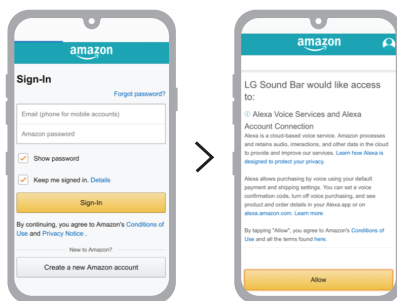 amazon
Sign-In
Forgot password?
Email (phone for mobile accounts)
Amazon password
Show password
Keep me signed in. Details
Sign-In
By continuing, you agree to Amazon's Conditions of
Use and Privacy Notice .
New to Amazon?
Create a new Amazon account
amazon
LG Sound Bar would like access
to:
Alexa Voice Services and Alexa
Account Connection
Alexa is a cloud-based voice service. Amazon processes
and retains audio, interactions, and other data in the cloud
to provide and improve our services. Learn how Alexa is
designed to protect your privacy.
Alexa allows purchasing by voice using your default
payment and shipping settings. You can set a voice
confirmation code, turn off voice purchasing, and see
product and order details in your Alexa app or on
alexa.amazon.com. Learn more
By tapping "Allow", you agree to Amazon's Conditions of
Use and all the terms found here.
Allow